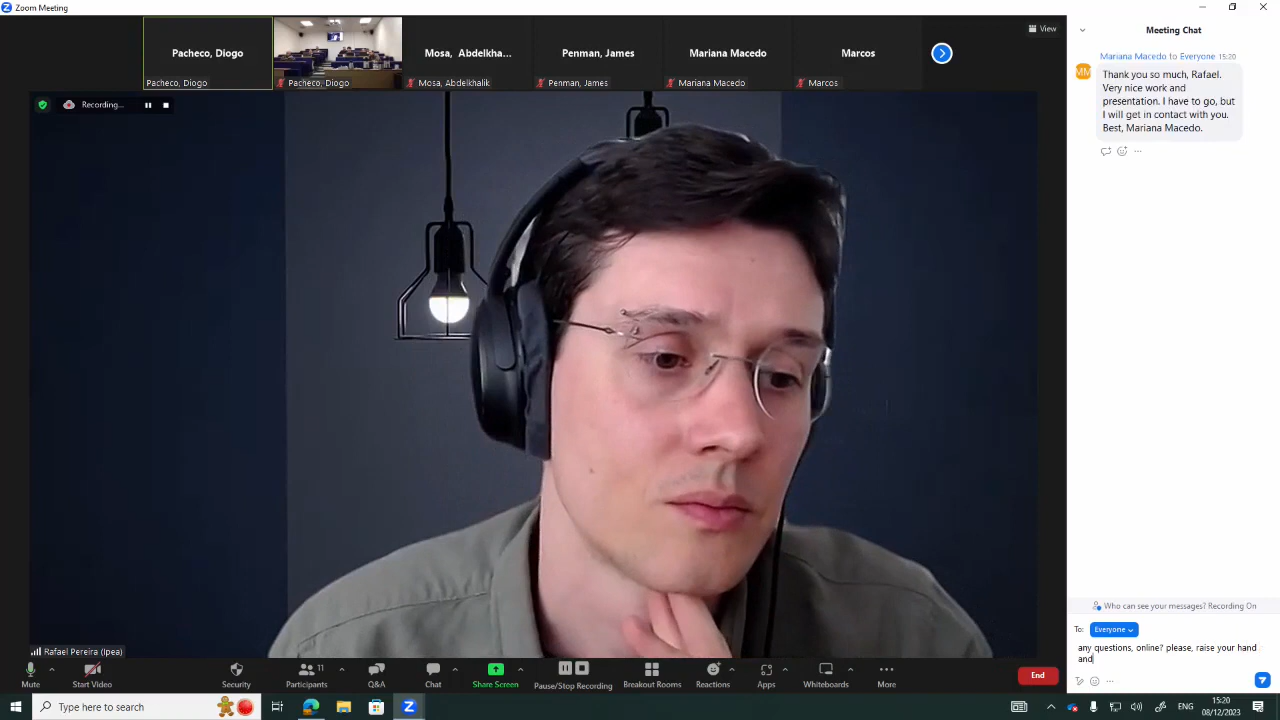 Zoom Meeting
Pacheco, Diogo
Mosa, Abdelkha...
Penman, James
Mariana Macedo
Marcos
View
Pacheco, Diogo
Pacheco, Diogo
Mosa, Abdelkhalik
Penman, James
Mariana Macedo
Marcos
Recording...
Meeting Chat
Mariana Macedo to Everyone 15:20
MM
Thank you so much, Rafael.
Very nice work and
presentation. I have to go, but
I will get in contact with you.
Best, Mariana Macedo.
Who can see your messages? Recording On
To: Everyone
any questions, online? please, raise your hand
and
Rafael Pereira (Ipea)
11
Mute
Start Video
Security
Participants
Q&A
Chat
Share Screen
Pause/Stop Recording
Breakout Rooms
Reactions
Apps
Whiteboards
More
End
Type here to search
ENG
15:20
08/12/2023